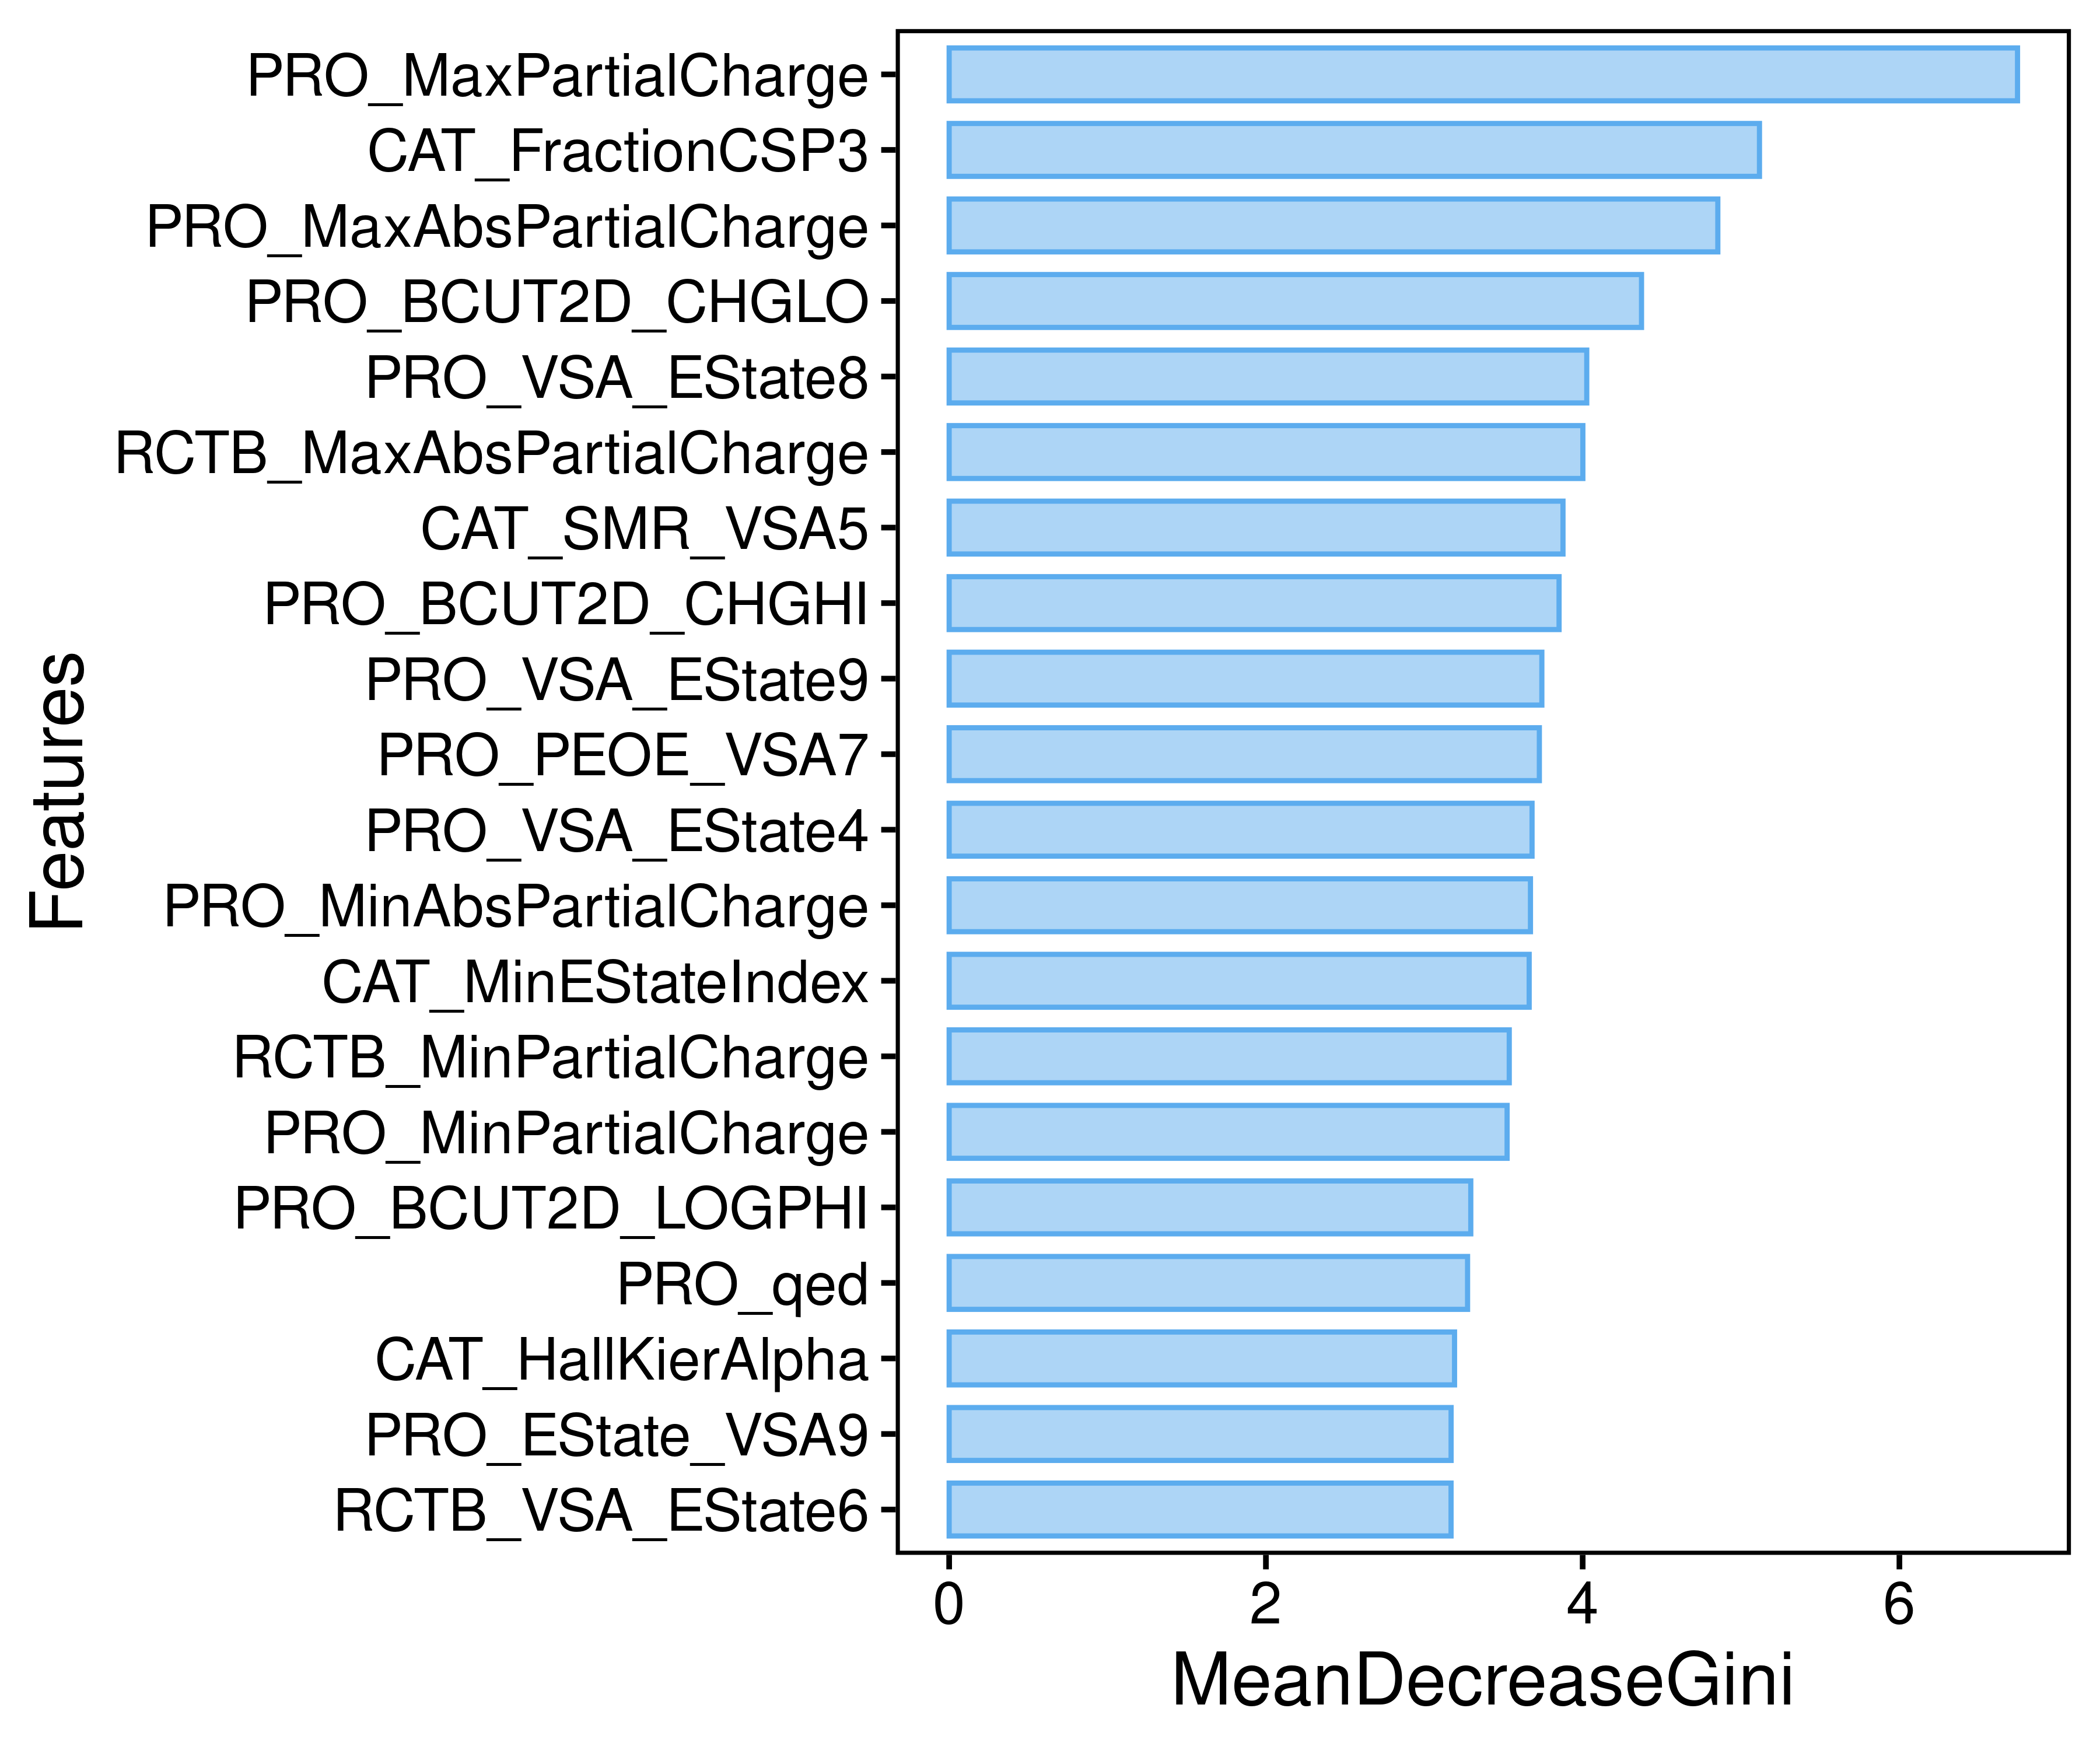 PRO_MaxPartialCharge
CAT_FractionCSP3
PRO_MaxAbsPartialCharge
PRO_BCUT2D_CHGLO
PRO_VSA_EState8
RCTB_MaxAbsPartialCharge
CAT_SMR_VSA5
PRO_BCUT2D_CHGHI
PRO_VSA_EState9
PRO_PEOE_VSA7
PRO_VSA_EState4
PRO_MinAbsPartialCharge
CAT_MinEStateIndex
RCTB_MinPartialCharge
PRO_MinPartialCharge
PRO_BCUT2D_LOGPHI
PRO_qed
CAT_HallKierAlpha
PRO_EState_VSA9
RCTB_VSA_EState6
Features
0 2 4 6
MeanDecreaseGini